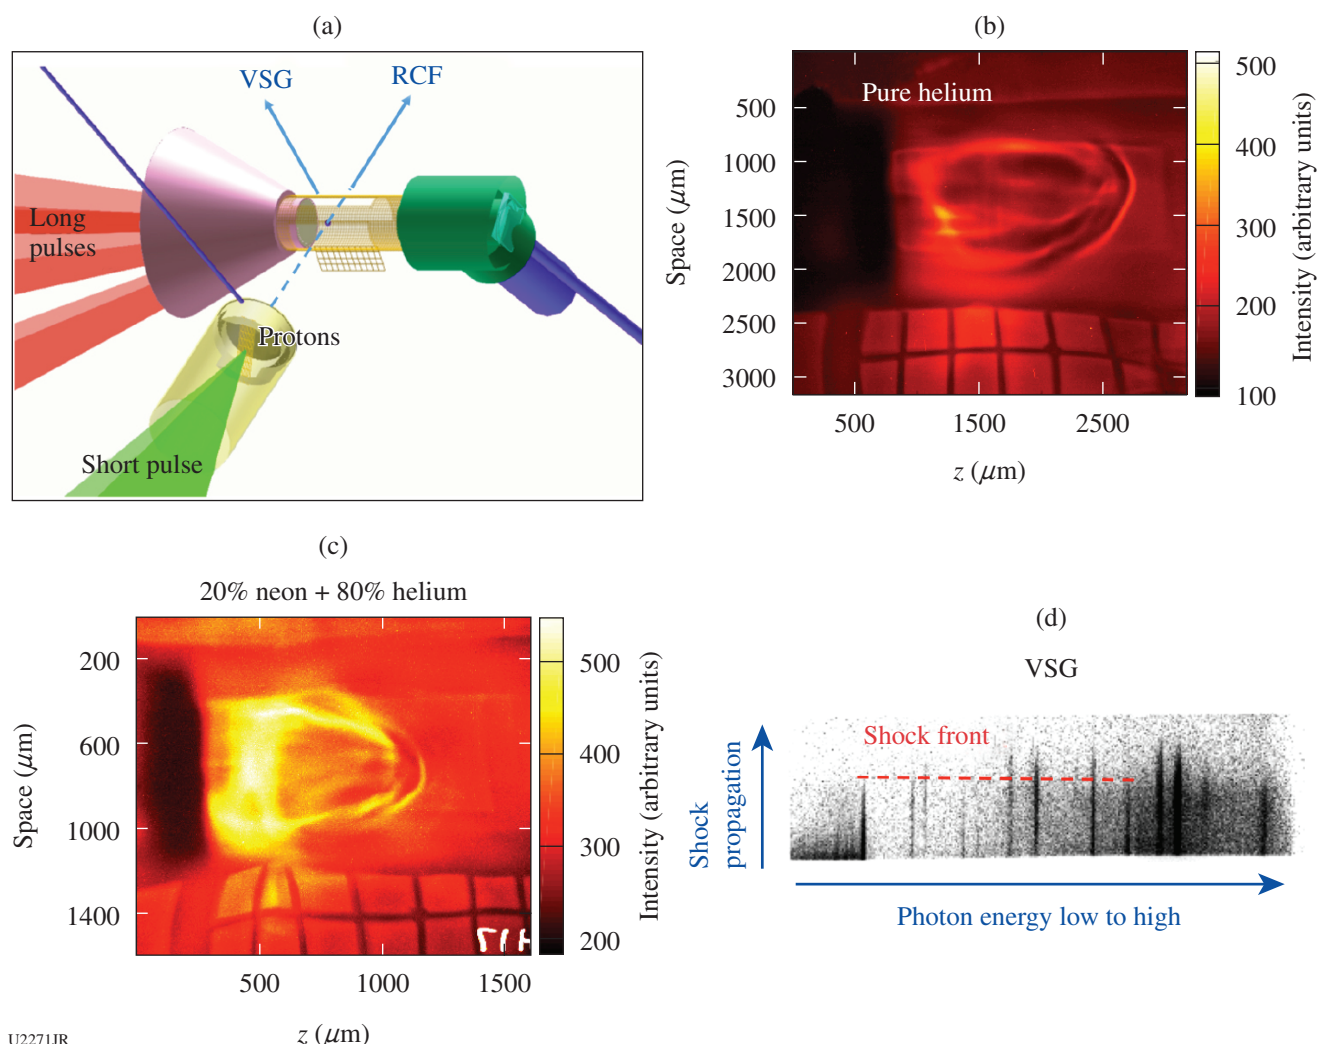 (a)
VSG
RCF
Long
pulses
Protons
Short pulse
(b)
Pure helium
Space (μm)
500
1000
1500
2000
2500
3000
500
1500
2500
z (μm)
500
400
300
200
100
Intensity (arbitrary units)
(c)
20% neon + 80% helium
Space (μm)
200
600
1000
1400
500
1000
1500
z (μm)
500
400
300
200
Intensity (arbitrary units)
(d)
VSG
Shock front
Shock
propagation
Photon energy low to high
U2271JR